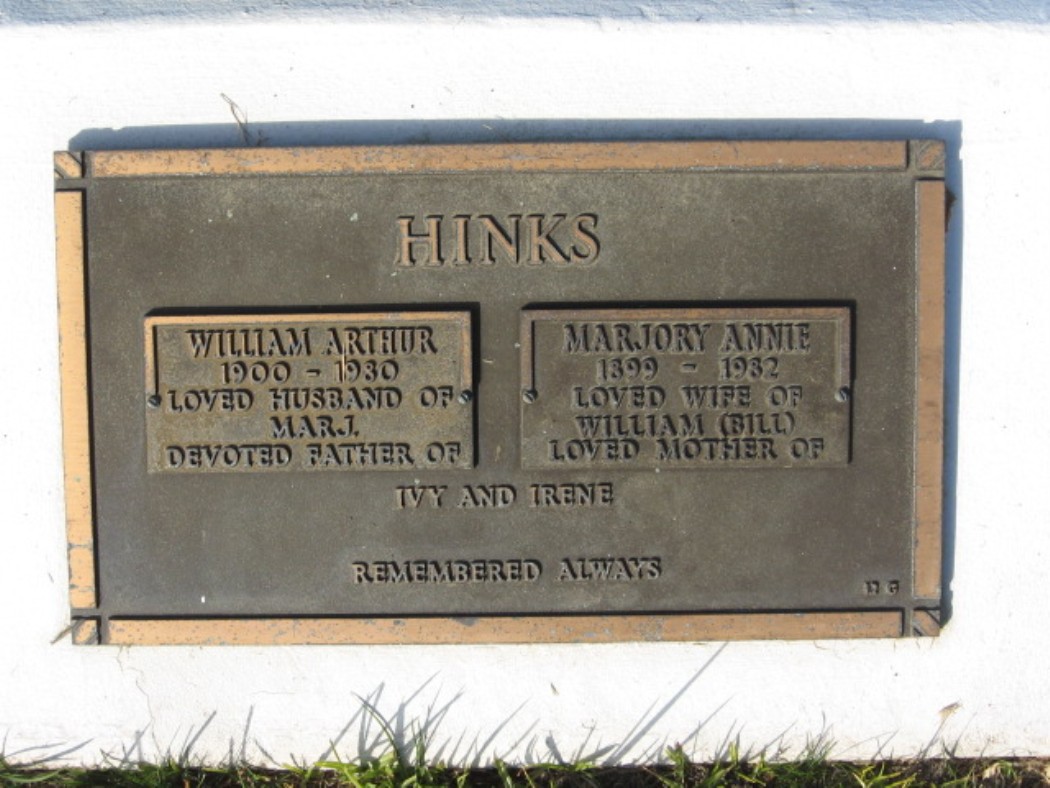 HINKS
WILLIAM ARTHUR
1900 - 1980
LOVED HUSBAND OF
MARJ.
DEVOTED FATHER OF
MARJORY ANNIE
1899 - 1982
LOVED WIFE OF
WILLIAM (BILL)
LOVED MOTHER OF
IVY AND IRENE
REMEMBERED ALWAYS